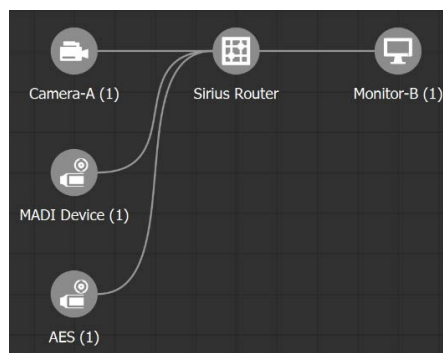 Camera-A (1)
Sirius Router
Monitor-B (1)
MADI Device (1)
AES (1)